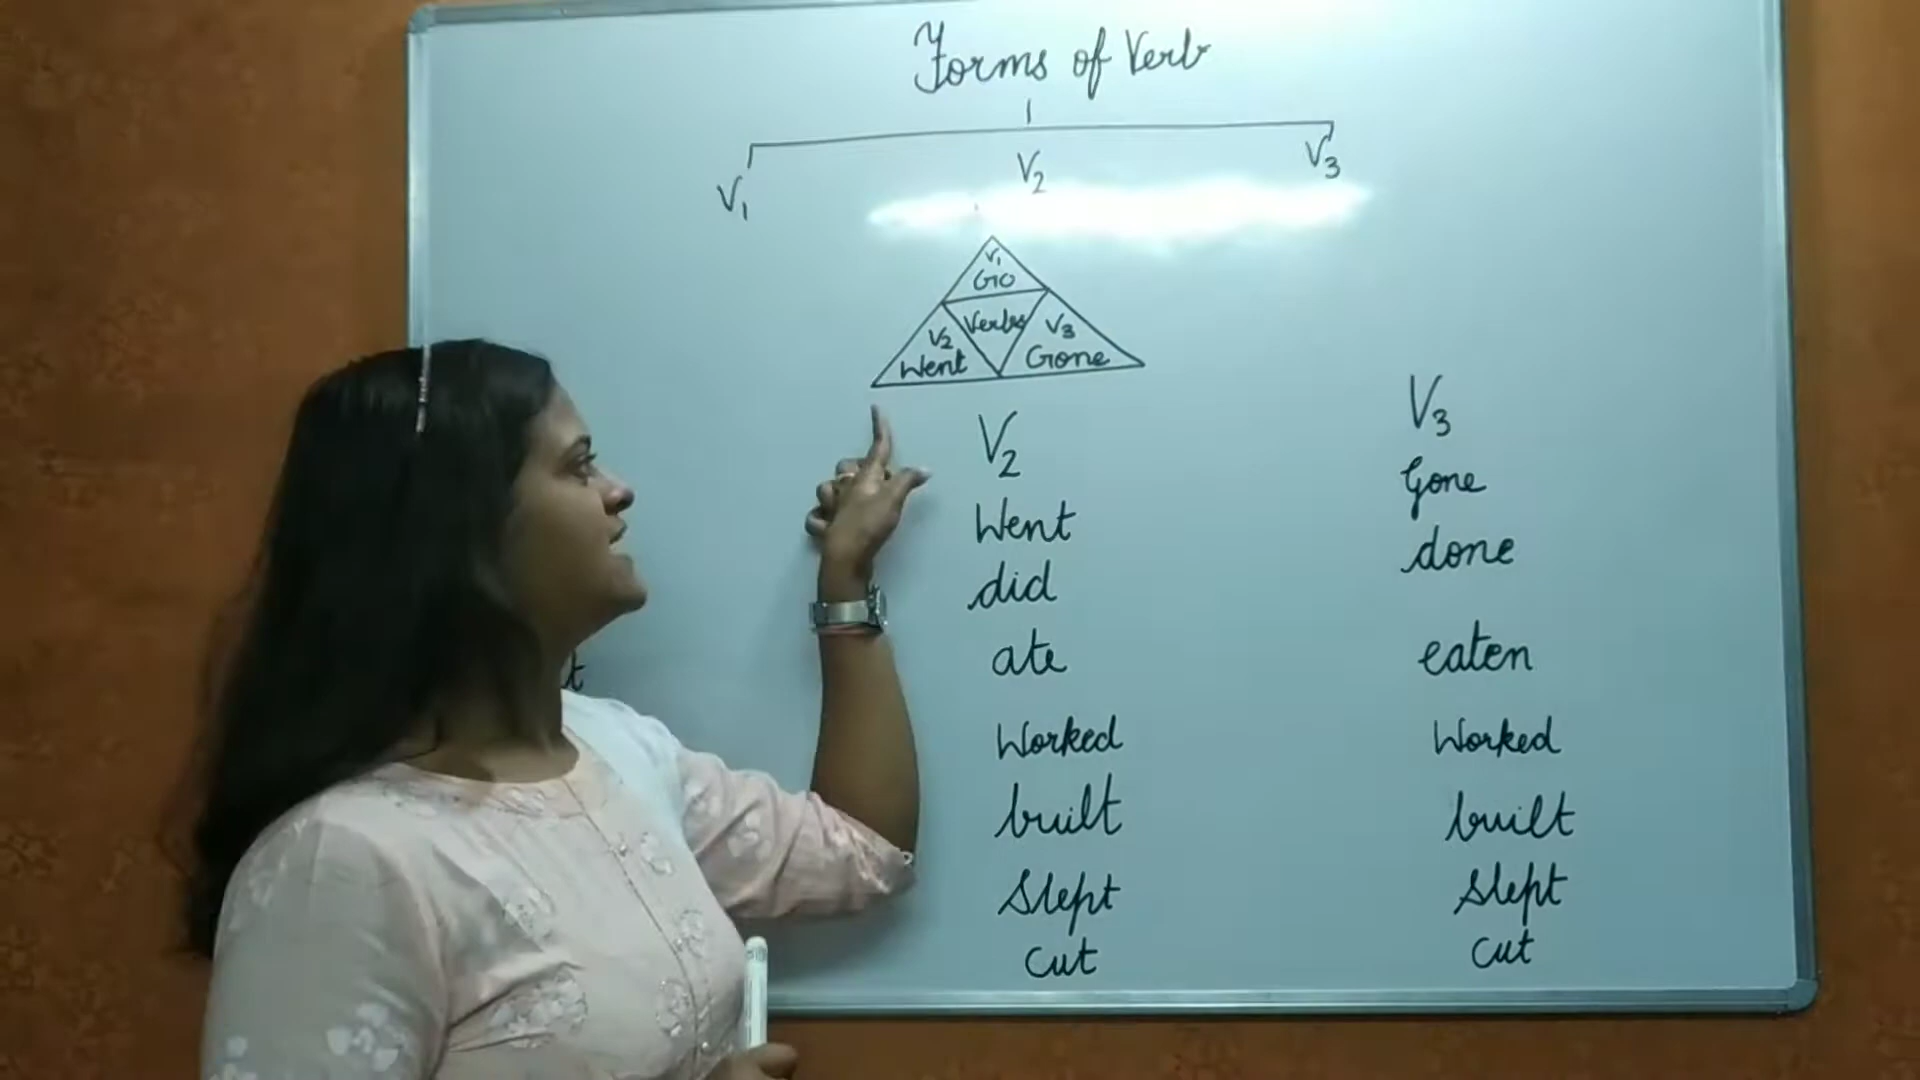 Forms of Verb
V1 V2 V3
V1
Go
Verbs
V2 V3
Went Gone
V2 V3
Went Gone
did done
ate eaten
Worked Worked
built built
Slept slept
cut cut